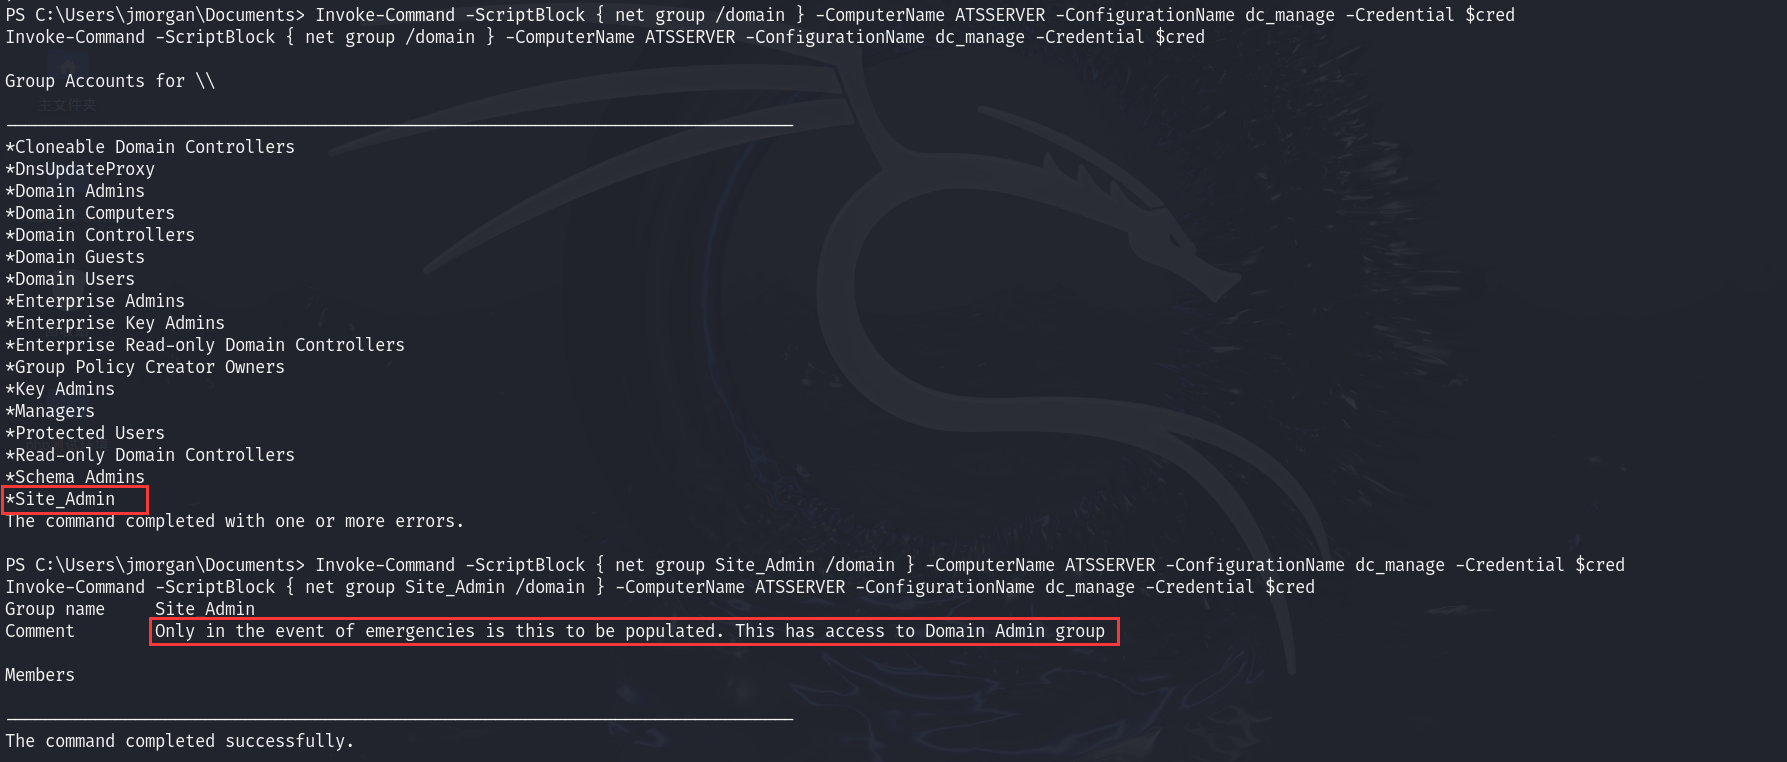 PS C:\Users\jmorgan\Documents> Invoke-Command -ScriptBlock { net group /domain } -ComputerName ATSSERVER -ConfigurationName dc_manage -Credential $cred
Invoke-Command -ScriptBlock { net group /domain } -ComputerName ATSSERVER -ConfigurationName dc_manage -Credential $cred
Group Accounts for \\
主文件夹
-------------------------------------------------------------------------------
*Cloneable Domain Controllers
*DnsUpdateProxy
*Domain Admins
*Domain Computers
*Domain Controllers
*Domain Guests
*Domain Users
*Enterprise Admins
*Enterprise Key Admins
*Enterprise Read-only Domain Controllers
*Group Policy Creator Owners
*Key Admins
*Managers
*Protected Users
*Read-only Domain Controllers
*Schema Admins
*Site_Admin
The command completed with one or more errors.
PS C:\Users\jmorgan\Documents> Invoke-Command -ScriptBlock { net group Site_Admin /domain } -ComputerName ATSSERVER -ConfigurationName dc_manage -Credential $cred
Invoke-Command -ScriptBlock { net group Site_Admin /domain } -ComputerName ATSSERVER -ConfigurationName dc_manage -Credential $cred
Group name     Site_Admin
Comment        Only in the event of emergencies is this to be populated. This has access to Domain Admin group
Members
-------------------------------------------------------------------------------
The command completed successfully.